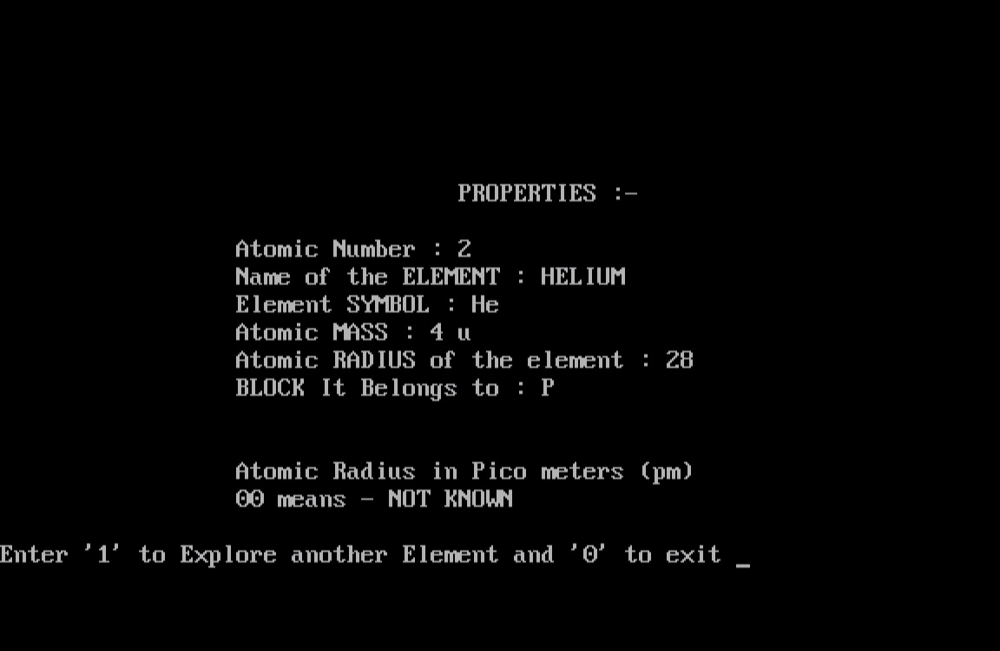 PROPERTIES :-
Atomic Number : 2
Name of the ELEMENT : HELIUM
Element SYMBOL : He
Atomic MASS : 4 u
Atomic RADIUS of the element : 28
BLOCK It Belongs to : P
Atomic Radius in Pico meters (pm)
00 means - NOT KNOWN
Enter '1' to Explore another Element and '0' to exit _